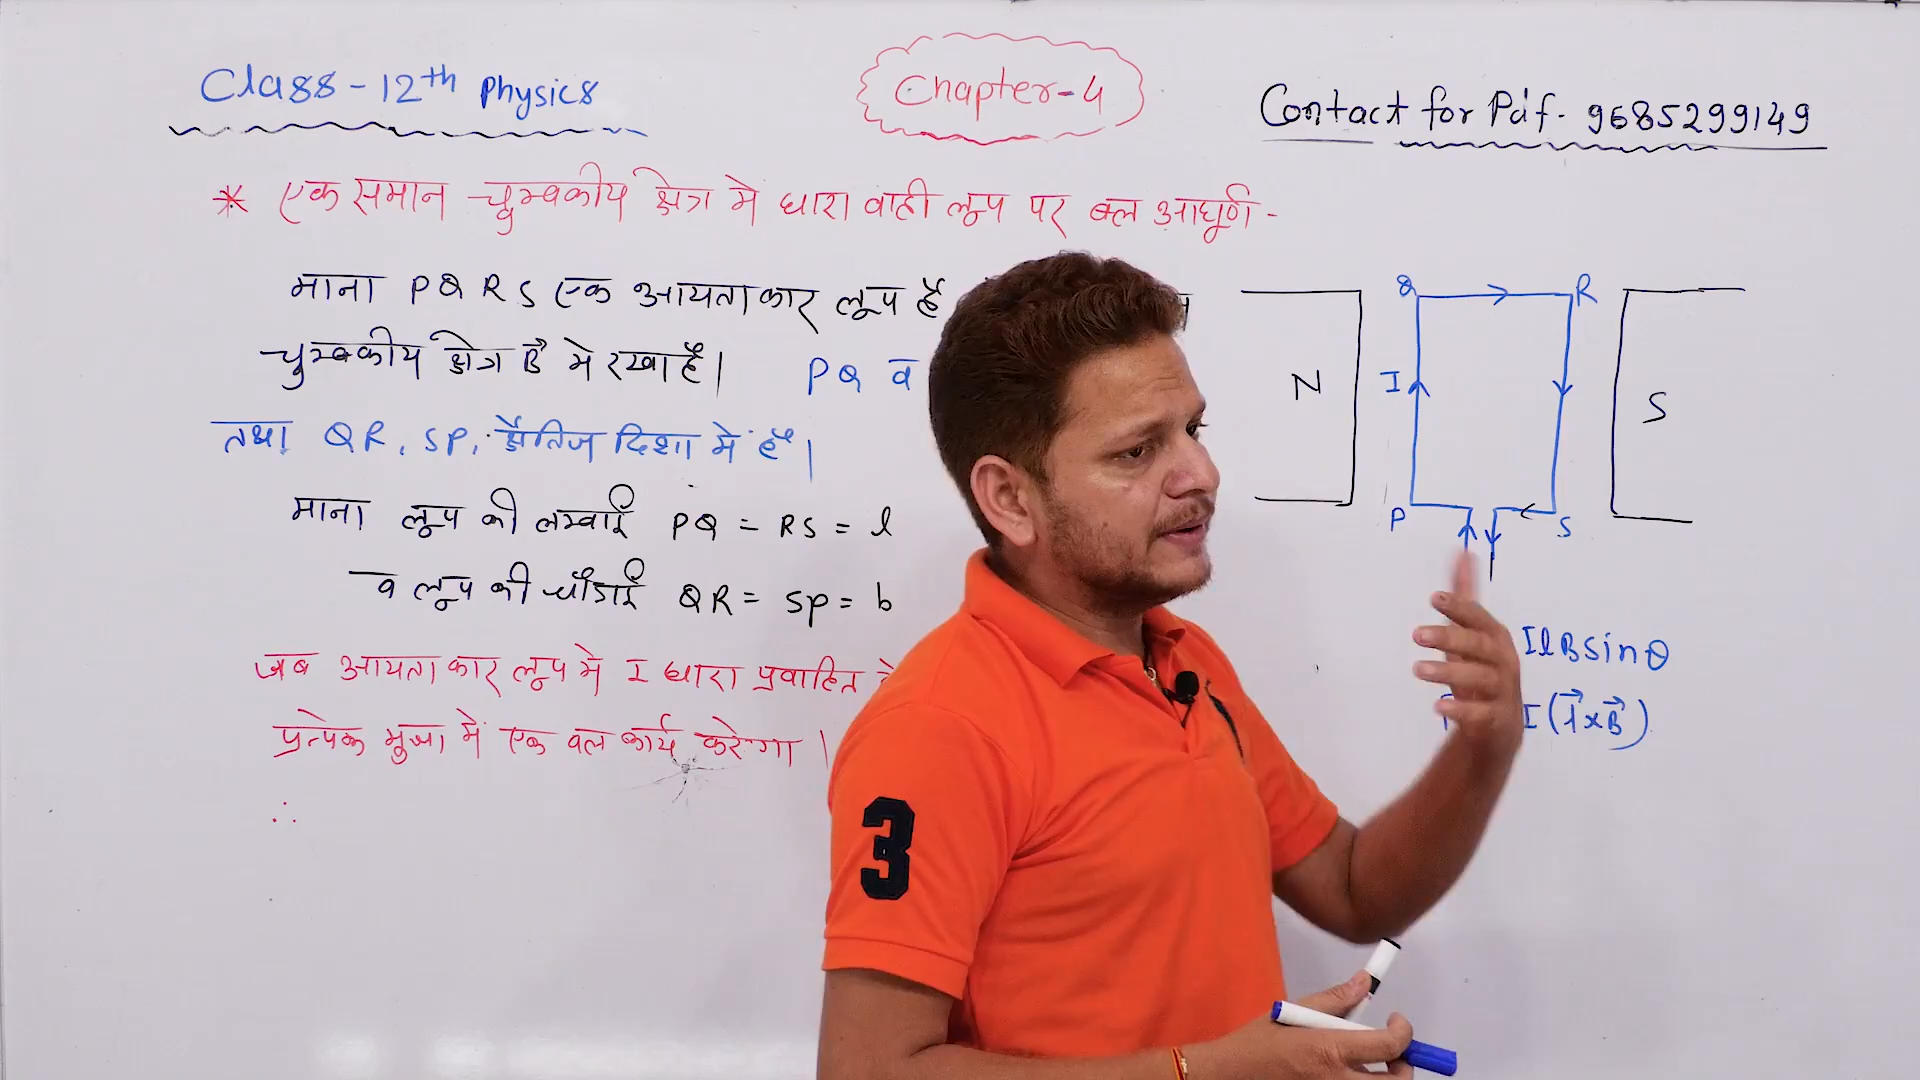 Class-12th Physics
Chapter-4
Contact for Pdf- 9685299149
* एक समान चुम्बकीय क्षेत्र मे धारावाही लूप पर बल आघूर्ण -
माना PQRS एक आयताकार लूप है
चुम्बकीय क्षेत्र B⃗ मे रखा है।
PQ व
तथा QR, SP, क्षैतिज दिशा में है।
माना लूप की लम्बाई PQ = RS = l
व लूप की चौडाई QR = SP = b
जब आयताकार लूप मे I धारा प्रवाहित
प्रत्येक भुजा में एक बल कार्य करेगा।
∴
N
Q
R
I
P
S
S
IlBsinθ
I(l⃗×B⃗)
3